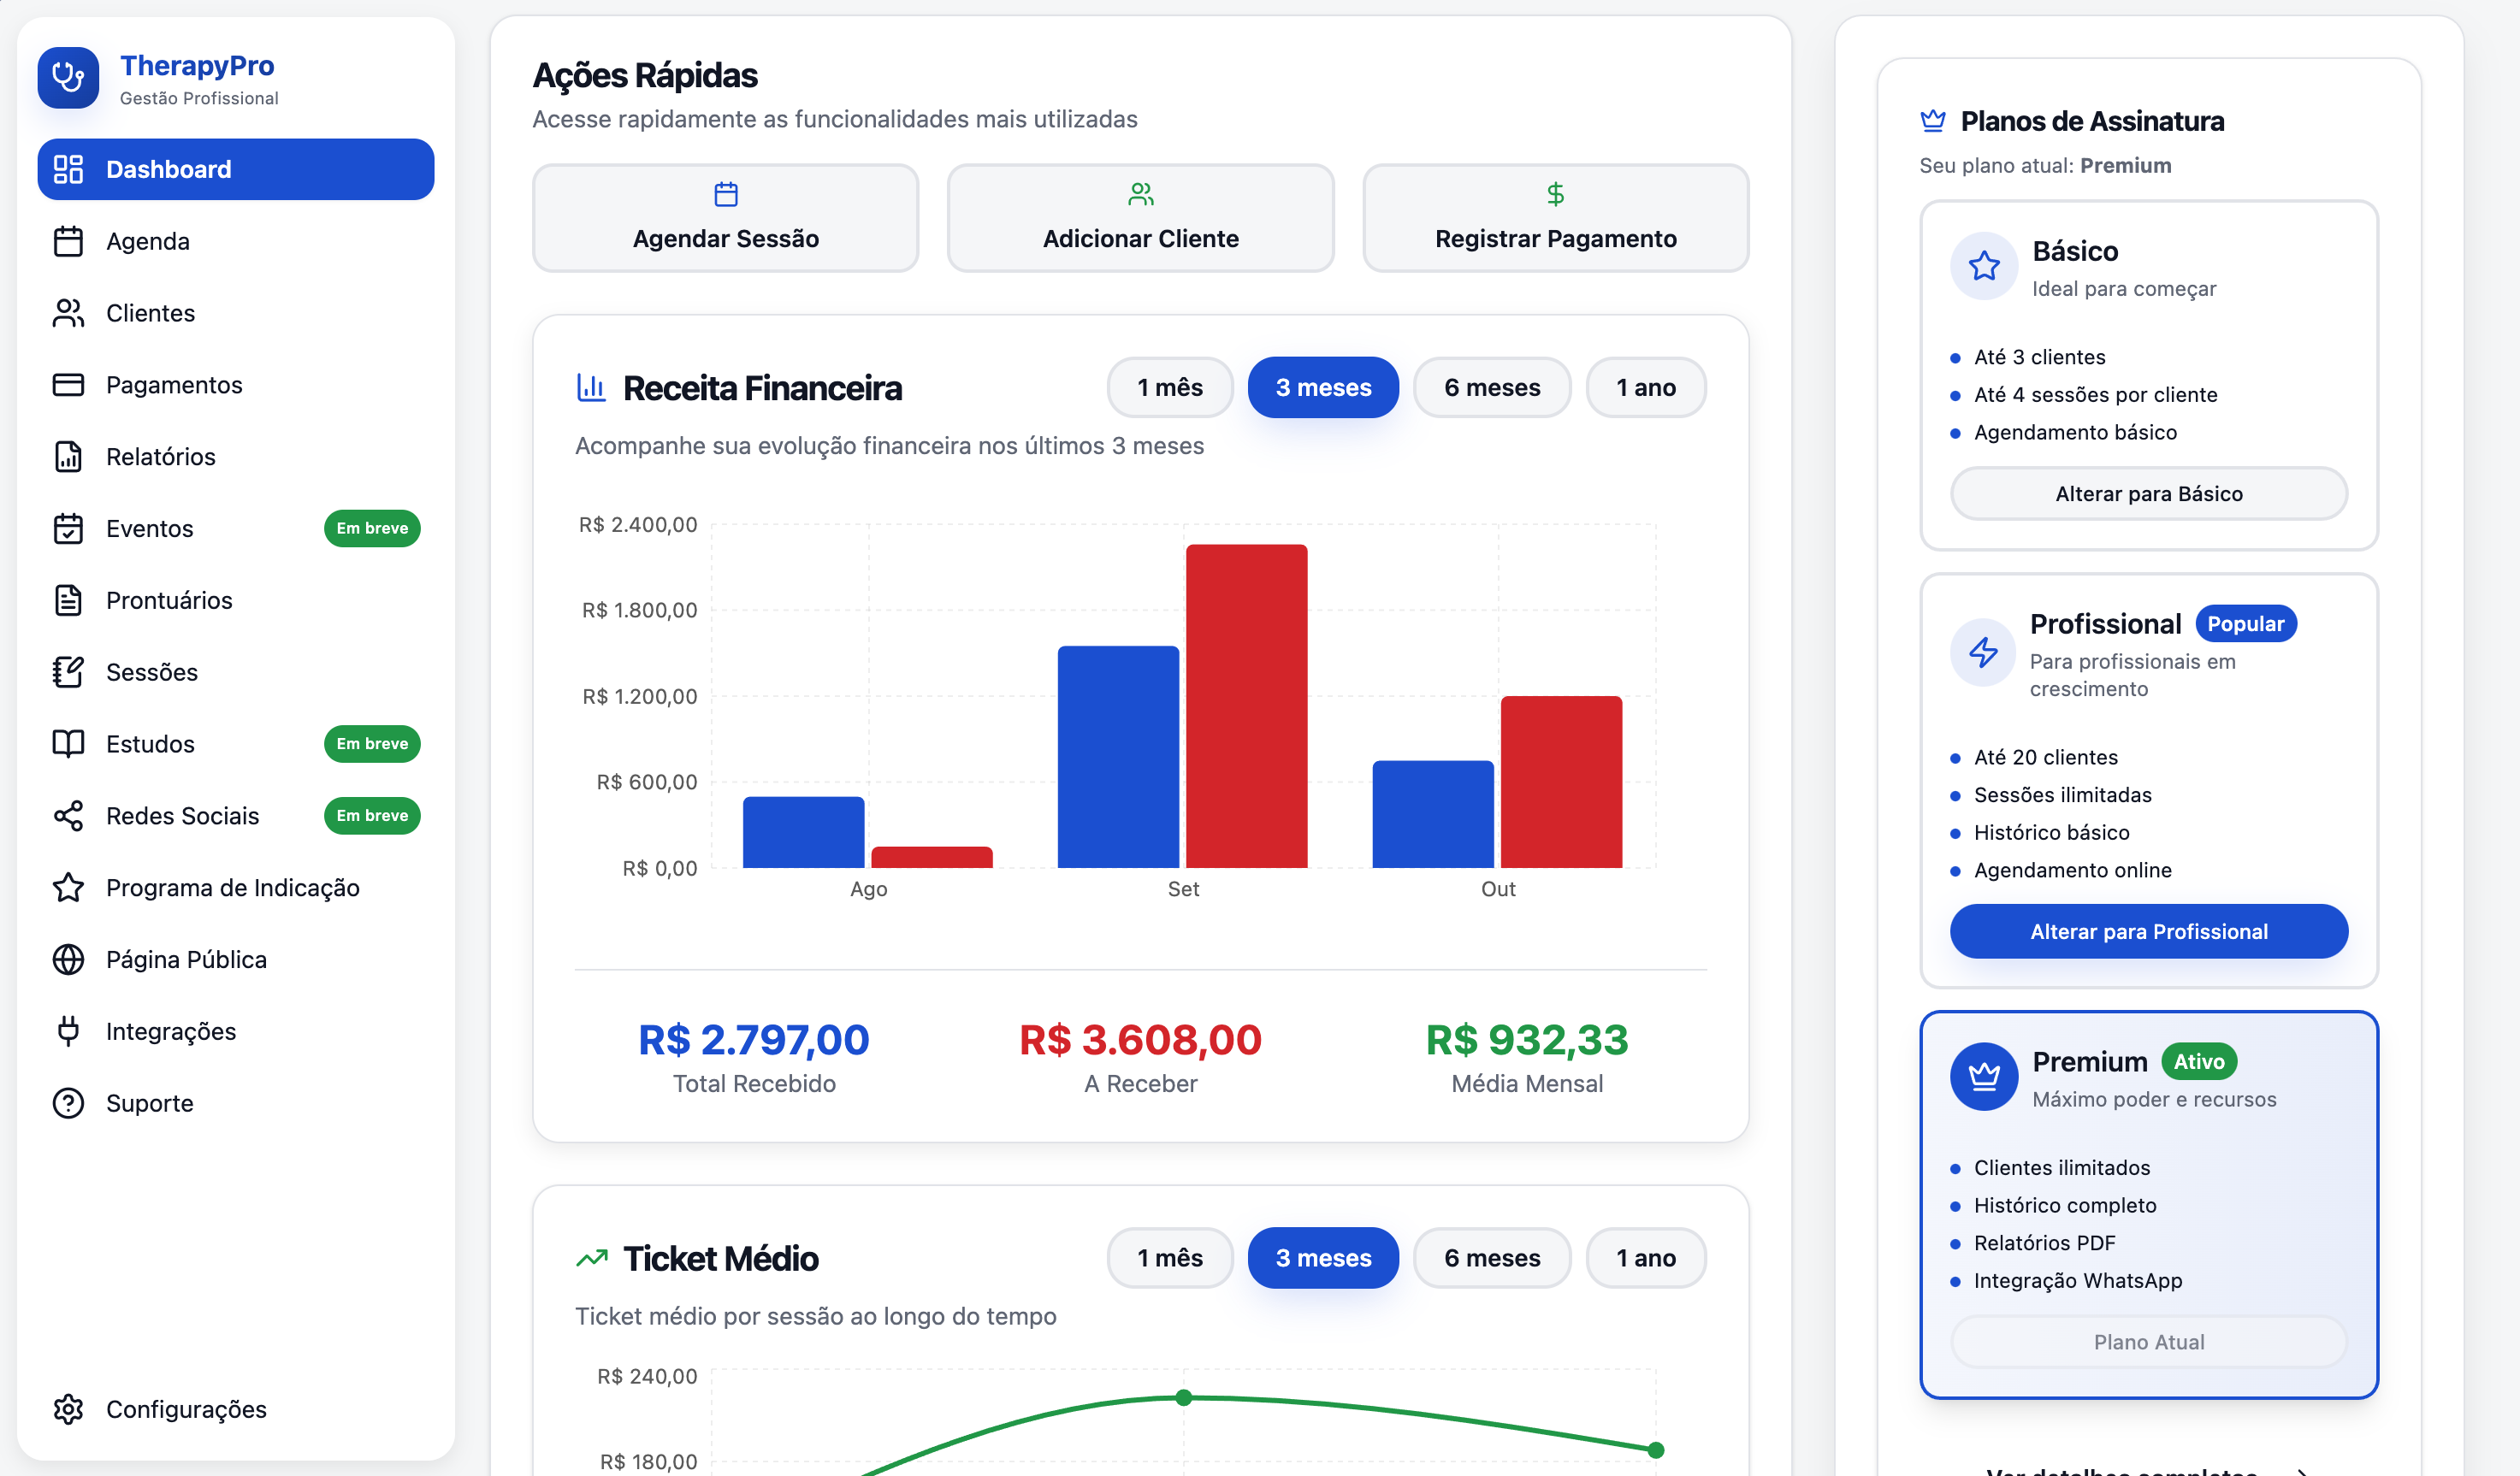 TherapyPro
Gestão Profissional
Dashboard
Agenda
Clientes
Pagamentos
Relatórios
Eventos
Em breve
Prontuários
Sessões
Estudos
Em breve
Redes Sociais
Em breve
Programa de Indicação
Página Pública
Integrações
Suporte
Configurações
Ações Rápidas
Acesse rapidamente as funcionalidades mais utilizadas
Agendar Sessão
Adicionar Cliente
Registrar Pagamento
Receita Financeira
1 mês
3 meses
6 meses
1 ano
Acompanhe sua evolução financeira nos últimos 3 meses
R$ 2.400,00
R$ 1.800,00
R$ 1.200,00
R$ 600,00
R$ 0,00
Ago
Set
Out
R$ 2.797,00
Total Recebido
R$ 3.608,00
A Receber
R$ 932,33
Média Mensal
Ticket Médio
1 mês
3 meses
6 meses
1 ano
Ticket médio por sessão ao longo do tempo
R$ 240,00
R$ 180,00
Planos de Assinatura
Seu plano atual: Premium
Básico
Ideal para começar
Até 3 clientes
Até 4 sessões por cliente
Agendamento básico
Alterar para Básico
Profissional
Popular
Para profissionais em
crescimento
Até 20 clientes
Sessões ilimitadas
Histórico básico
Agendamento online
Alterar para Profissional
Premium
Ativo
Máximo poder e recursos
Clientes ilimitados
Histórico completo
Relatórios PDF
Integração WhatsApp
Plano Atual
Ver detalhes completos